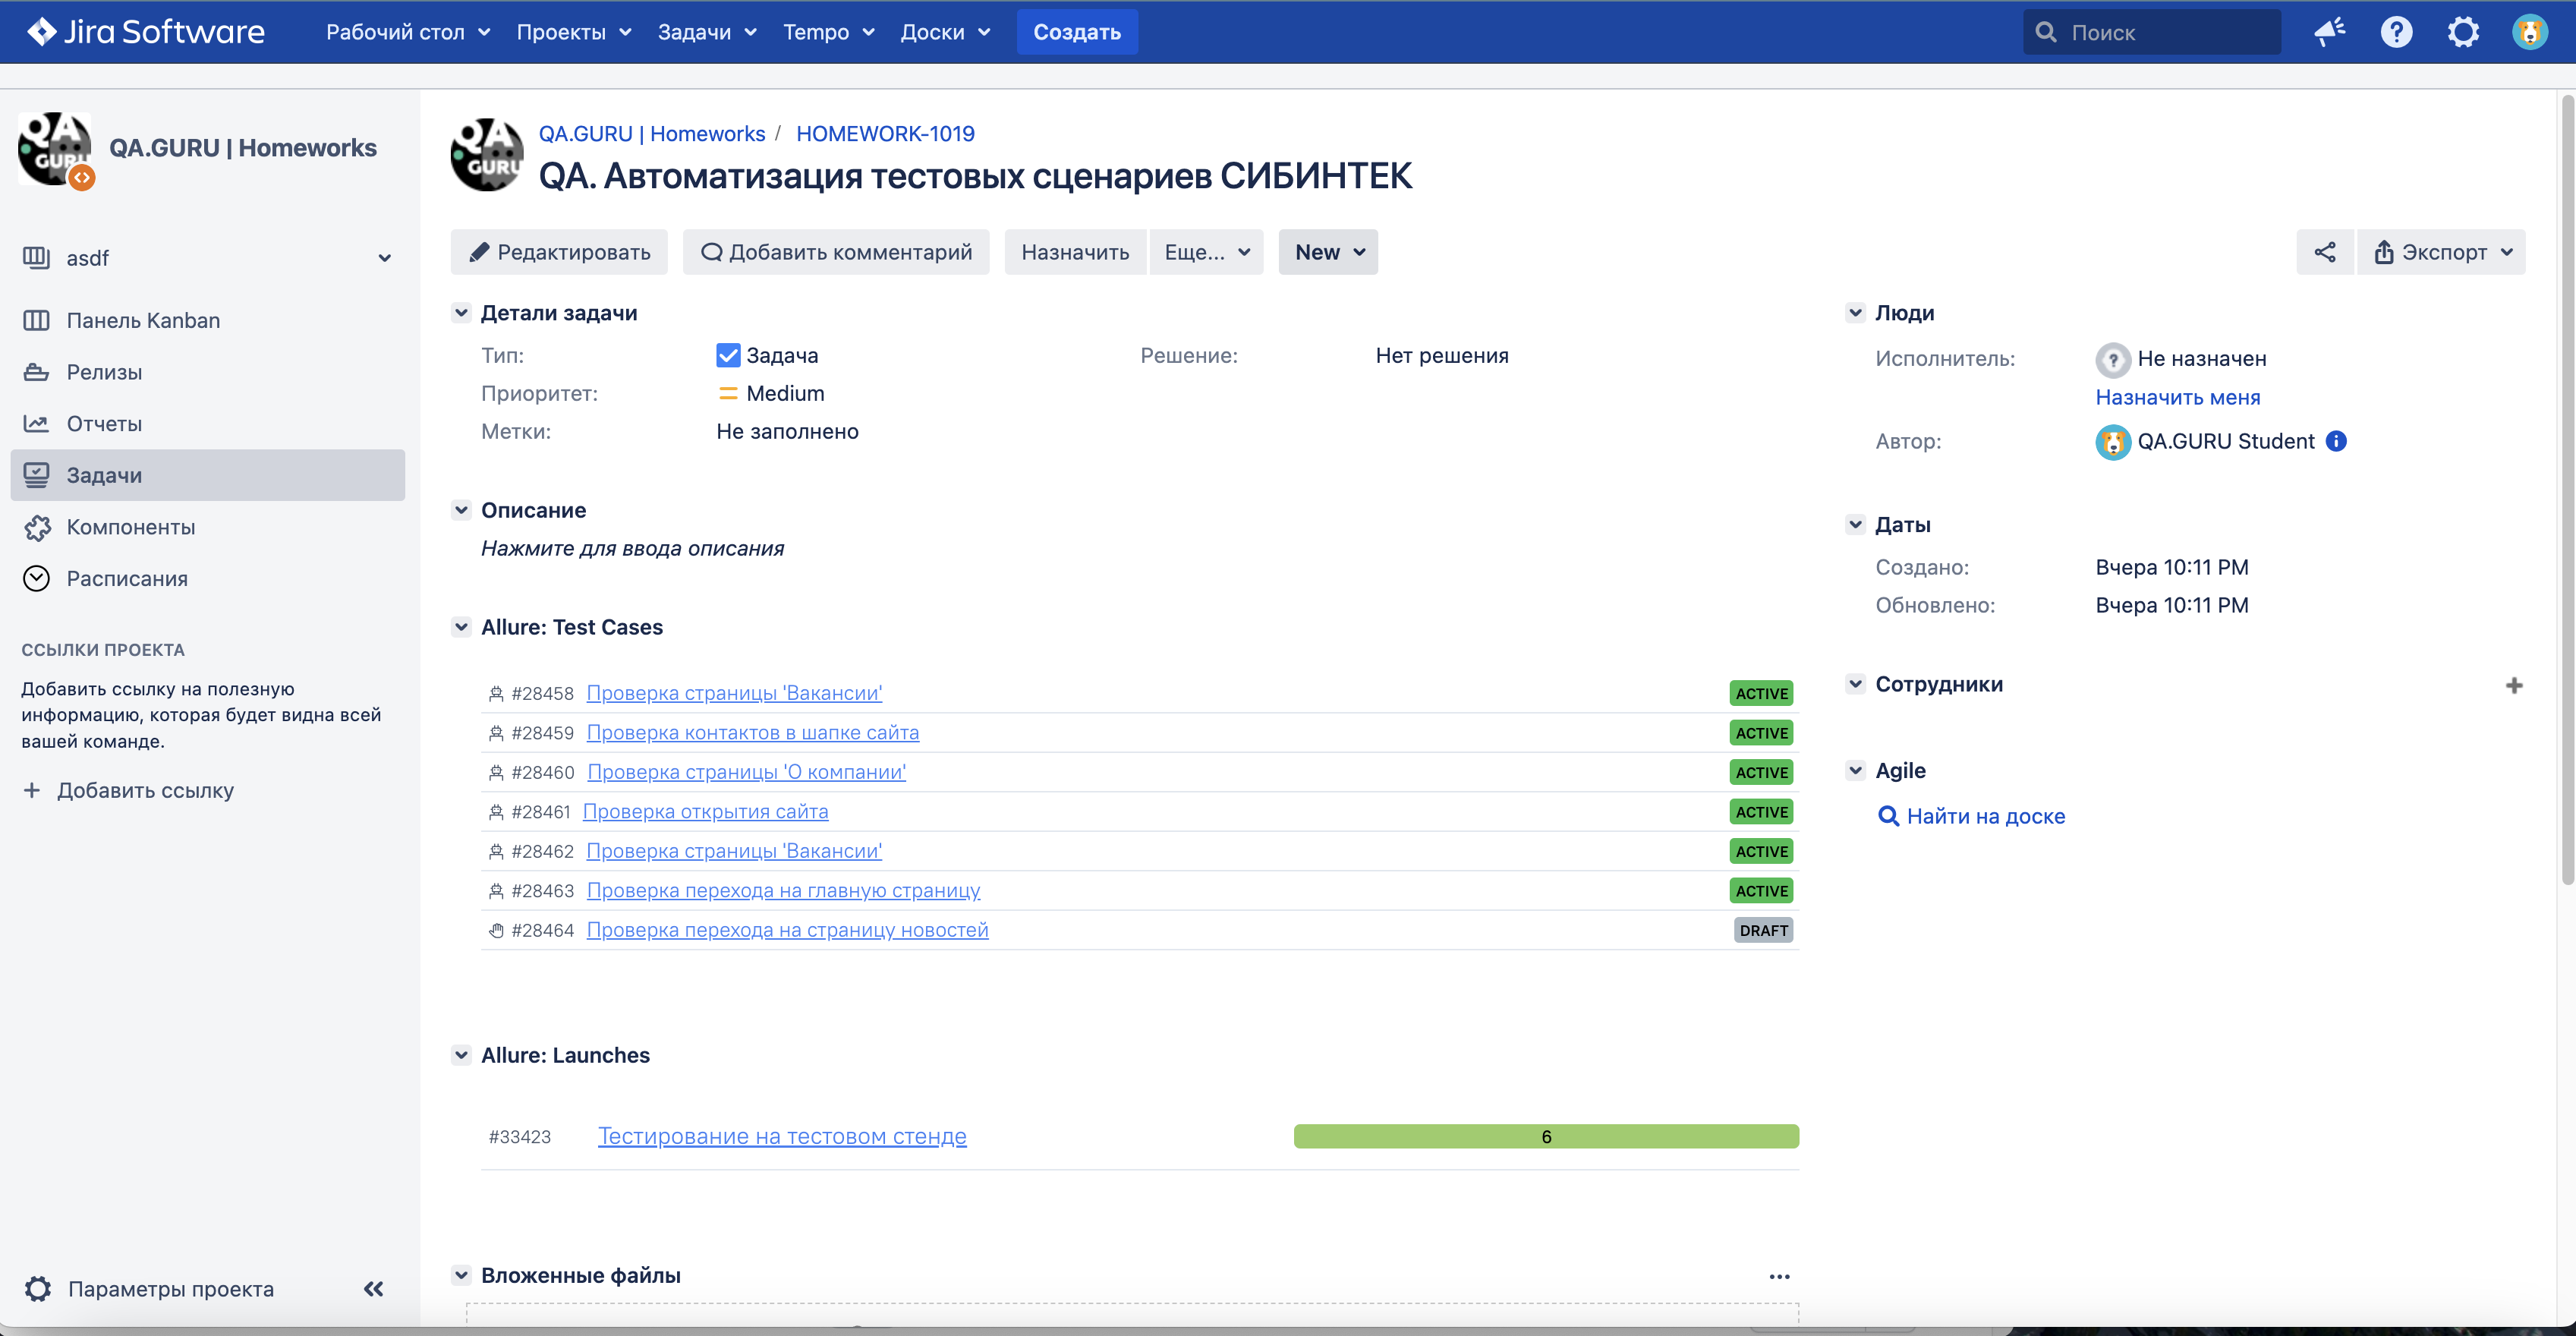 Jira Software
Рабочий стол
Проекты
Задачи
Tempo
Доски
Создать
Поиск
QA.GURU | Homeworks
asdf
Панель Kanban
Релизы
Отчеты
Задачи
Компоненты
Расписания
ССЫЛКИ ПРОЕКТА
Добавить ссылку на полезную
информацию, которая будет видна всей
вашей команде.
+ Добавить ссылку
Параметры проекта
QA GURU
QA.GURU | Homeworks / HOMEWORK-1019
QA. Автоматизация тестовых сценариев СИБИНТЕК
Редактировать
Добавить комментарий
Назначить
Еще...
New
Экспорт
Детали задачи
Тип: Задача
Решение: Нет решения
Приоритет: Medium
Метки: Не заполнено
Описание
Нажмите для ввода описания
Allure: Test Cases
#28458 Проверка страницы 'Вакансии' ACTIVE
#28459 Проверка контактов в шапке сайта ACTIVE
#28460 Проверка страницы 'О компании' ACTIVE
#28461 Проверка открытия сайта ACTIVE
#28462 Проверка страницы 'Вакансии' ACTIVE
#28463 Проверка перехода на главную страницу ACTIVE
#28464 Проверка перехода на страницу новостей DRAFT
Allure: Launches
#33423 Тестирование на тестовом стенде 6
Вложенные файлы
Люди
Исполнитель: Не назначен
Назначить меня
Автор: QA.GURU Student
Даты
Создано: Вчера 10:11 PM
Обновлено: Вчера 10:11 PM
Сотрудники
Agile
Найти на доске